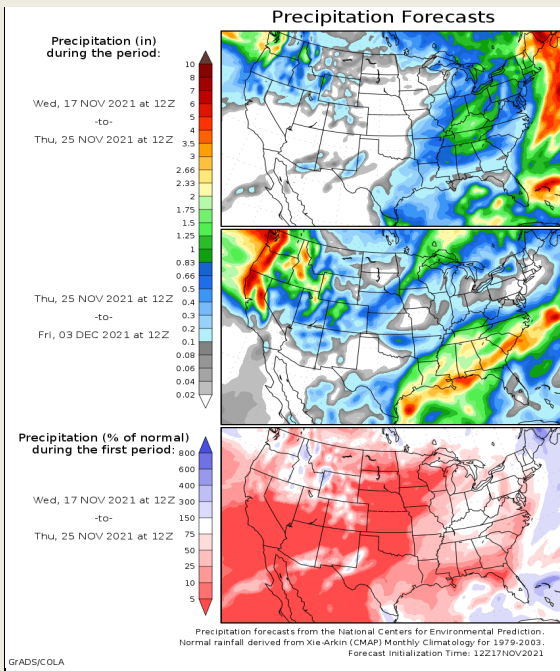 Precipitation Forecasts
Precipitation (in)
during the period:
10
8
7
6
5
4
3.5
3
2.66
2.33
2
1.75
1.5
1.25
1
0.83
0.66
0.5
0.4
0.3
0.2
0.1
0.08
0.06
0.04
0.02
Wed, 17 NOV 2021 at 12Z
-to-
Thu, 25 NOV 2021 at 12Z
Thu, 25 NOV 2021 at 12Z
-to-
Fri, 03 DEC 2021 at 12Z
Precipitation (% of normal)
during the first period:
800
600
400
300
150
75
50
25
10
5
Wed, 17 NOV 2021 at 12Z
-to-
Thu, 25 NOV 2021 at 12Z
Precipitation forecasts from the National Centers for Environmental Prediction.
Normal rainfall derived from Xie-Arkin (CMAP) Monthly Climatology for 1979-2003.
Forecast Initialization Time: 12Z17NOV2021
GrADS/COLA